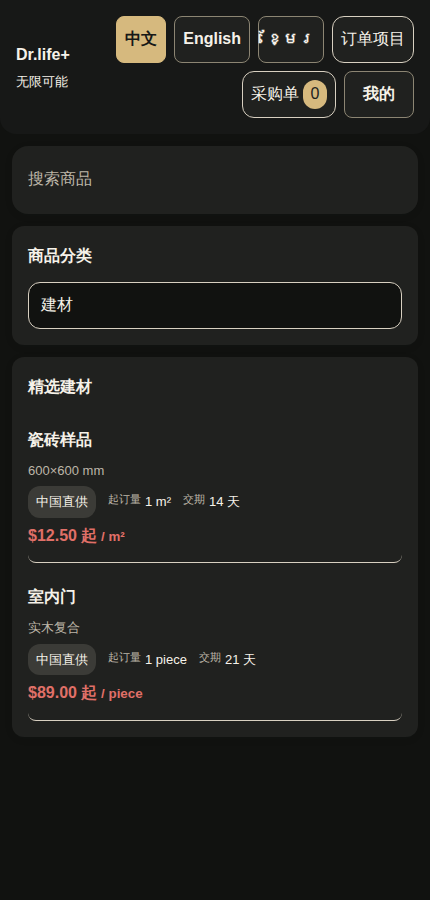 Dr.life+
无限可能
中文 English ខ្មែរ 订单项目
采购单 0 我的
搜索商品
商品分类
建材
精选建材
瓷砖样品
600×600 mm
中国直供 起订量 1 m² 交期 14 天
$12.50 起 / m²
室内门
实木复合
中国直供 起订量 1 piece 交期 21 天
$89.00 起 / piece